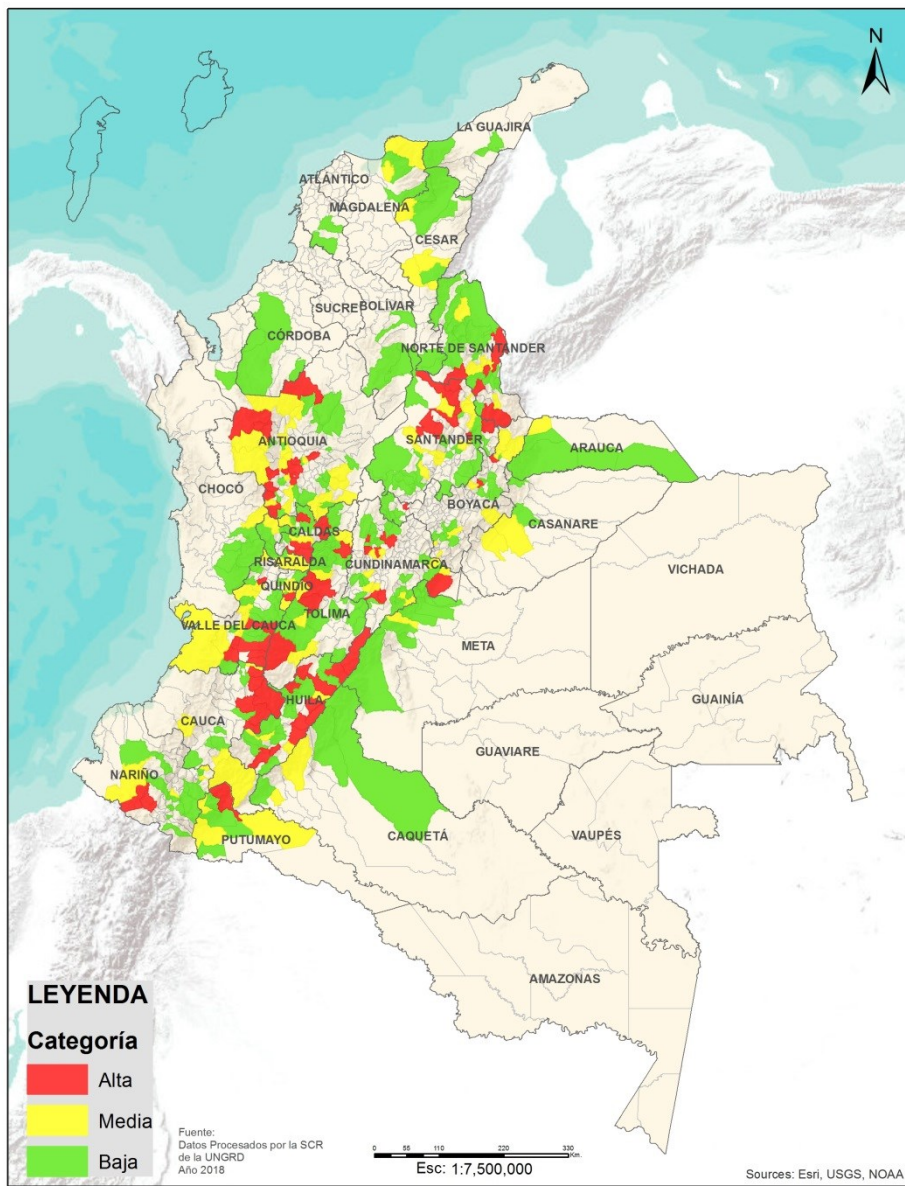 N
LA GUAJIRA
ATLÁNTICO
MAGDALENA
CESAR
SUCRE
BOLÍVAR
CÓRDOBA
NORTE DE SANTANDER
ANTIOQUIA
SANTANDER
ARAUCA
CHOCÓ
BOYACÁ
CASANARE
CALDAS
RISARALDA
CUNDINAMARCA
VICHADA
QUINDÍO
TOLIMA
VALLE DEL CAUCA
META
HUILA
GUAINÍA
CAUCA
GUAVIARE
NARIÑO
PUTUMAYO
CAQUETÁ
VAUPÉS
AMAZONAS
LEYENDA
Categoría
Alta
Media
Baja
Fuente:
Datos Procesados por la SCR
de la UNGRD
Año 2018
0 55 110 220 330
Km.
Esc: 1:7,500,000
Sources: Esri, USGS, NOAA